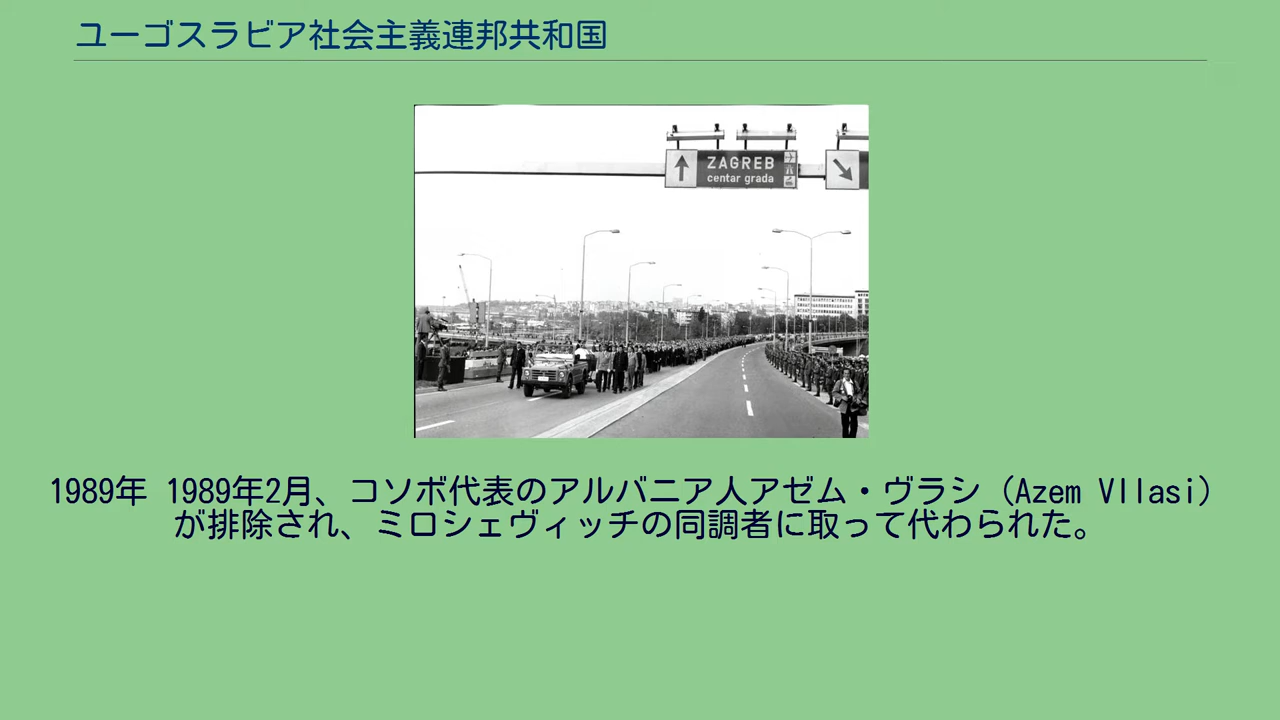 ユーゴスラビア社会主義連邦共和国
ZAGREB
centar grada
1989年 1989年2月、コソボ代表のアルバニア人アゼム・ヴラシ（Azem Vllasi）
が排除され、ミロシェヴィッチの同調者に取って代わられた。